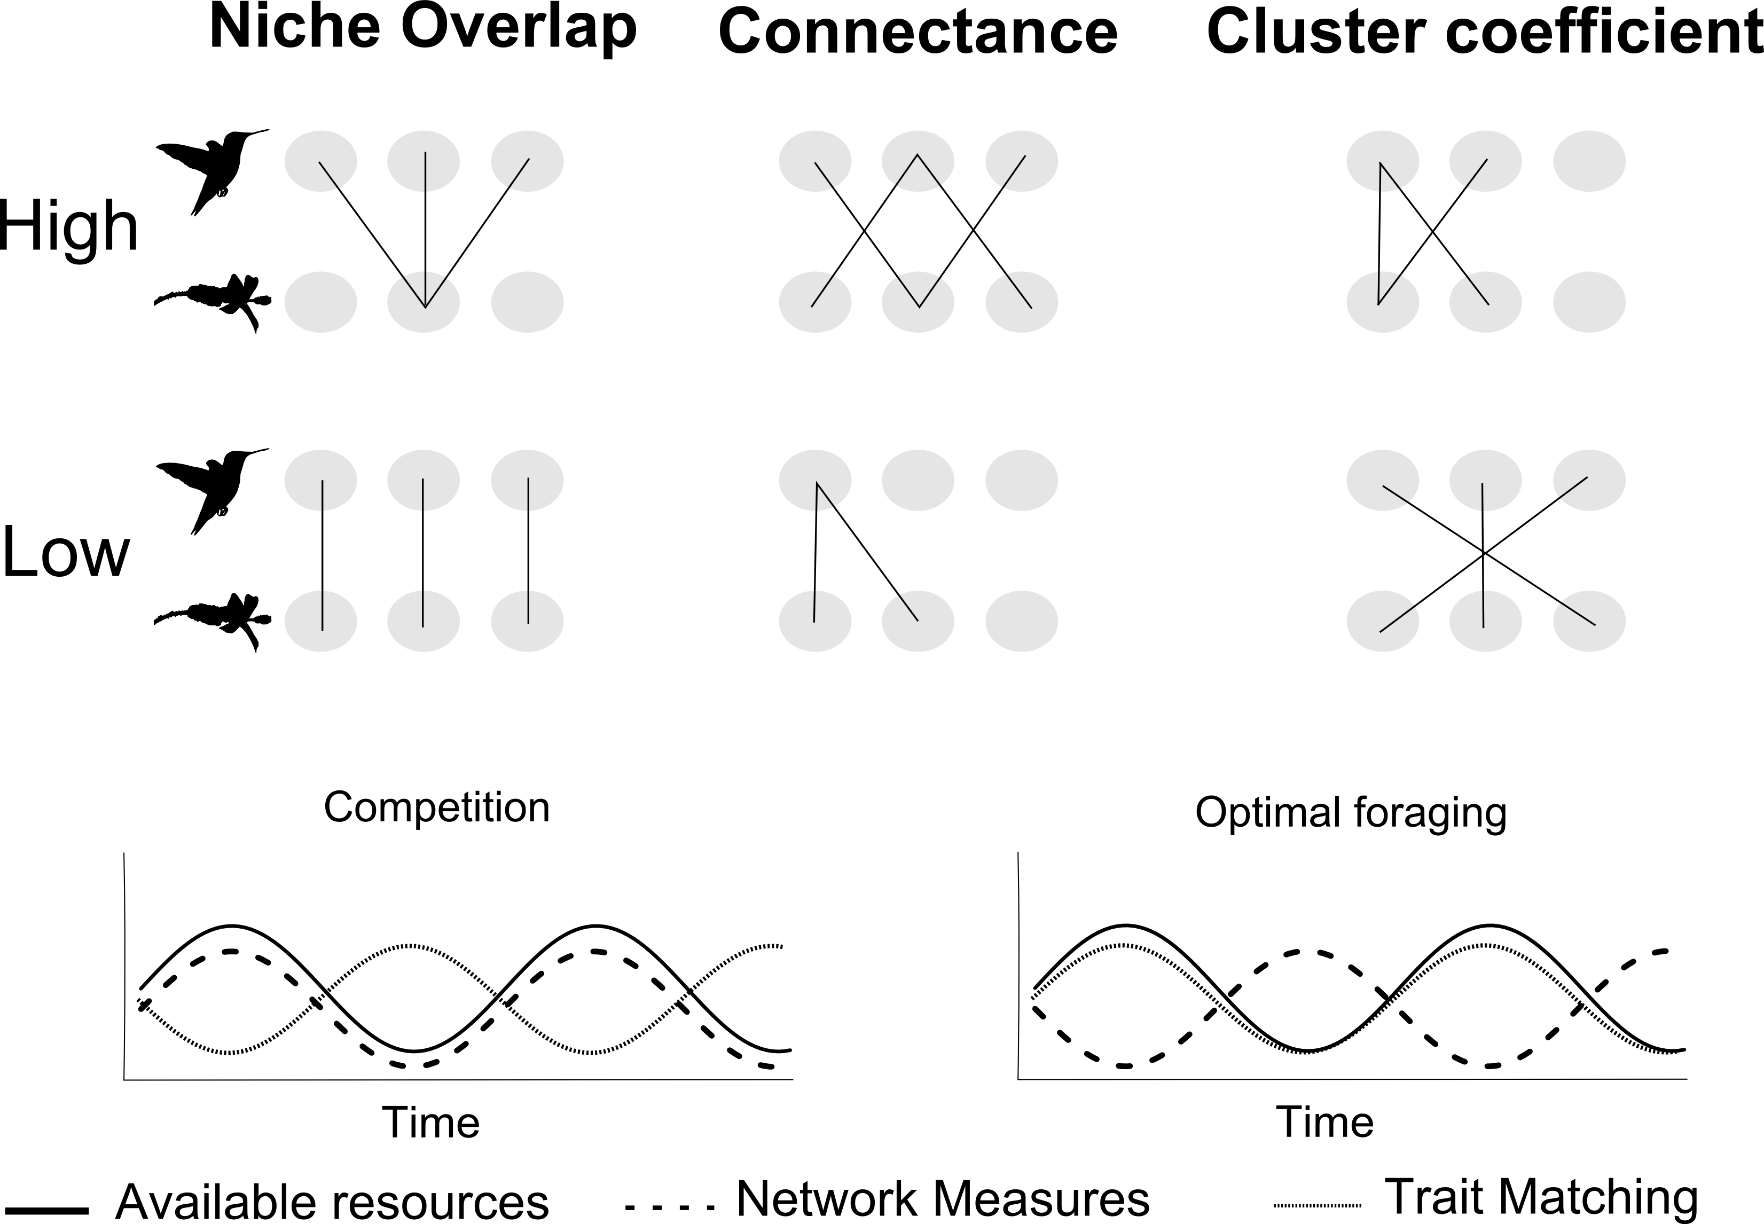 Niche Overlap
Connectance
Cluster coefficient
High
Low
Competition
Optimal foraging
Time
Time
Available resources
Network Measures
Trait Matching